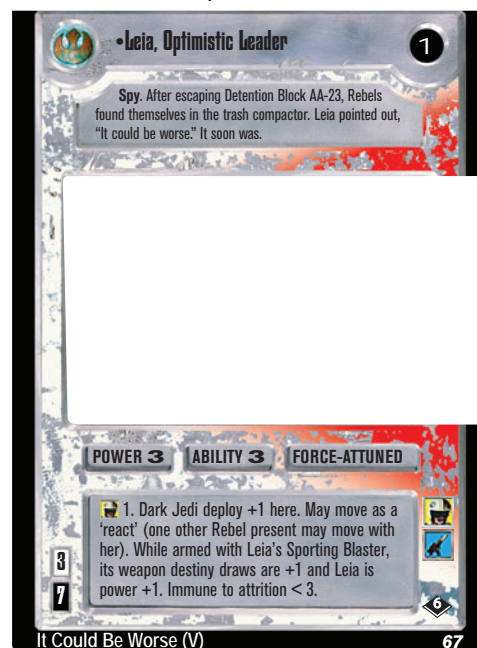 •Leia, Optimistic Leader
1
Spy. After escaping Detention Block AA-23, Rebels
found themselves in the trash compactor. Leia pointed out,
"It could be worse." It soon was.
POWER 3 ABILITY 3 FORCE-ATTUNED
1. Dark Jedi deploy +1 here. May move as a
'react' (one other Rebel present may move with
her). While armed with Leia's Sporting Blaster,
its weapon destiny draws are +1 and Leia is
power +1. Immune to attrition < 3.
3
7
6
It Could Be Worse (V) 67